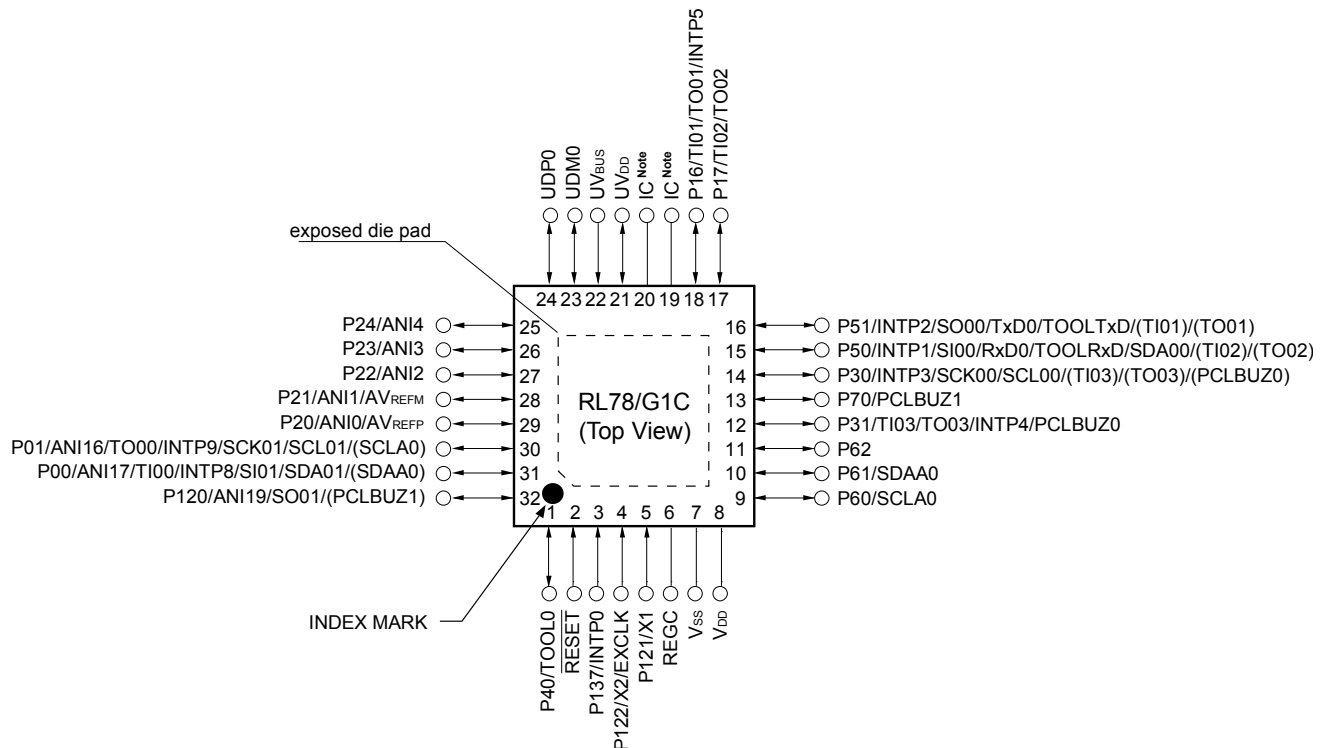 UDP0
UDM0
UVBUS
UVDD
IC Note
IC Note
P16/TI01/TO01/INTP5
P17/TI02/TO02
exposed die pad
24 23 22 21 20 19 18 17
P24/ANI4 25
P23/ANI3 26
P22/ANI2 27
P21/ANI1/AVREFM 28
P20/ANI0/AVREFP 29
P01/ANI16/TO00/INTP9/SCK01/SCL01/(SCLA0) 30
P00/ANI17/TI00/INTP8/SI01/SDA01/(SDAA0) 31
P120/ANI19/SO01/(PCLBUZ1) 32
RL78/G1C
(Top View)
16 P51/INTP2/SO00/TxD0/TOOLTxD/(TI01)/(TO01)
15 P50/INTP1/SI00/RxD0/TOOLRxD/SDA00/(TI02)/(TO02)
14 P30/INTP3/SCK00/SCL00/(TI03)/(TO03)/(PCLBUZ0)
13 P70/PCLBUZ1
12 P31/TI03/TO03/INTP4/PCLBUZ0
11 P62
10 P61/SDAA0
9 P60/SCLA0
1 2 3 4 5 6 7 8
INDEX MARK
P40/TOOL0
RESET
P137/INTP0
P122/X2/EXCLK
P121/X1
REGC
VSS
VDD